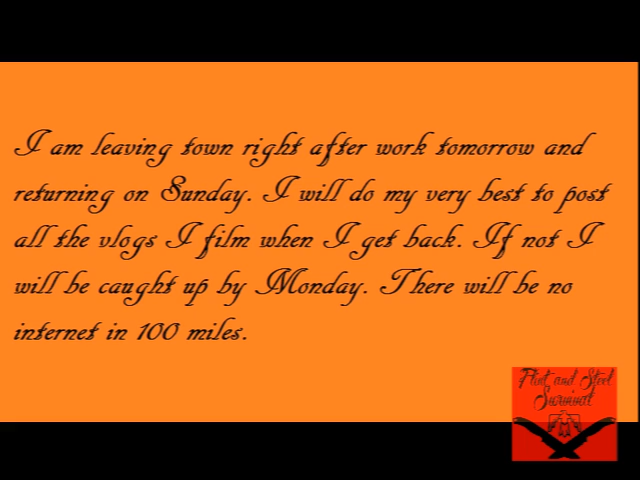 I am leaving town right after work tomorrow and
returning on Sunday. I will do my very best to post
all the vlogs I film when I get back. If not I
will be caught up by Monday. There will be no
internet in 100 miles.
Flint and Steel
Survival